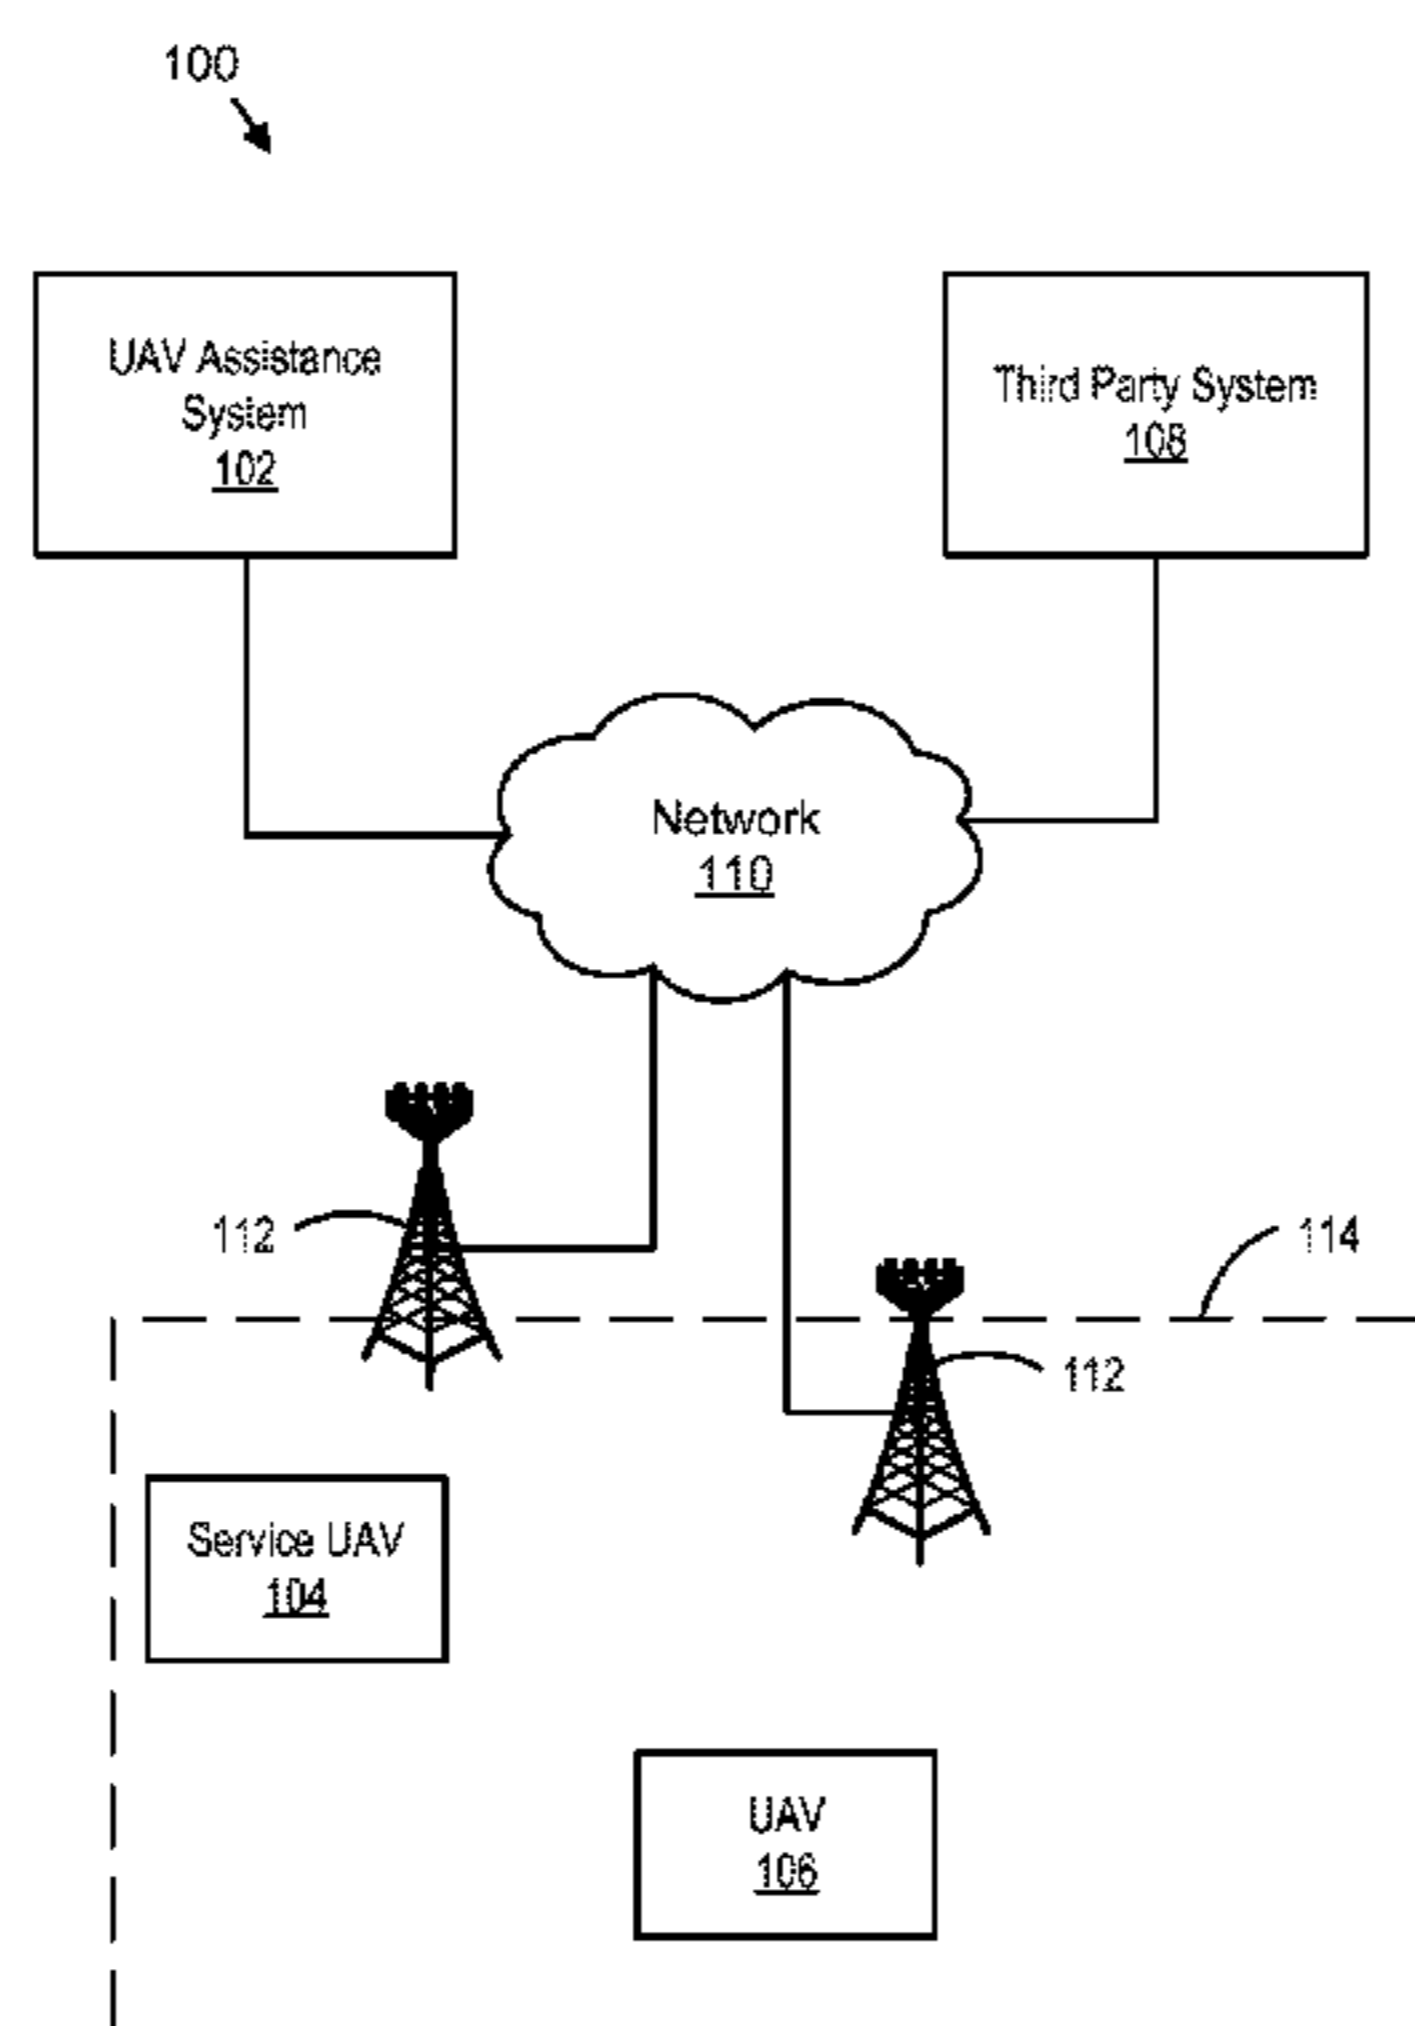 100
UAV Assistance
System
102
Third Party System
108
Network
110
112
114
112
Service UAV
104
UAV
106